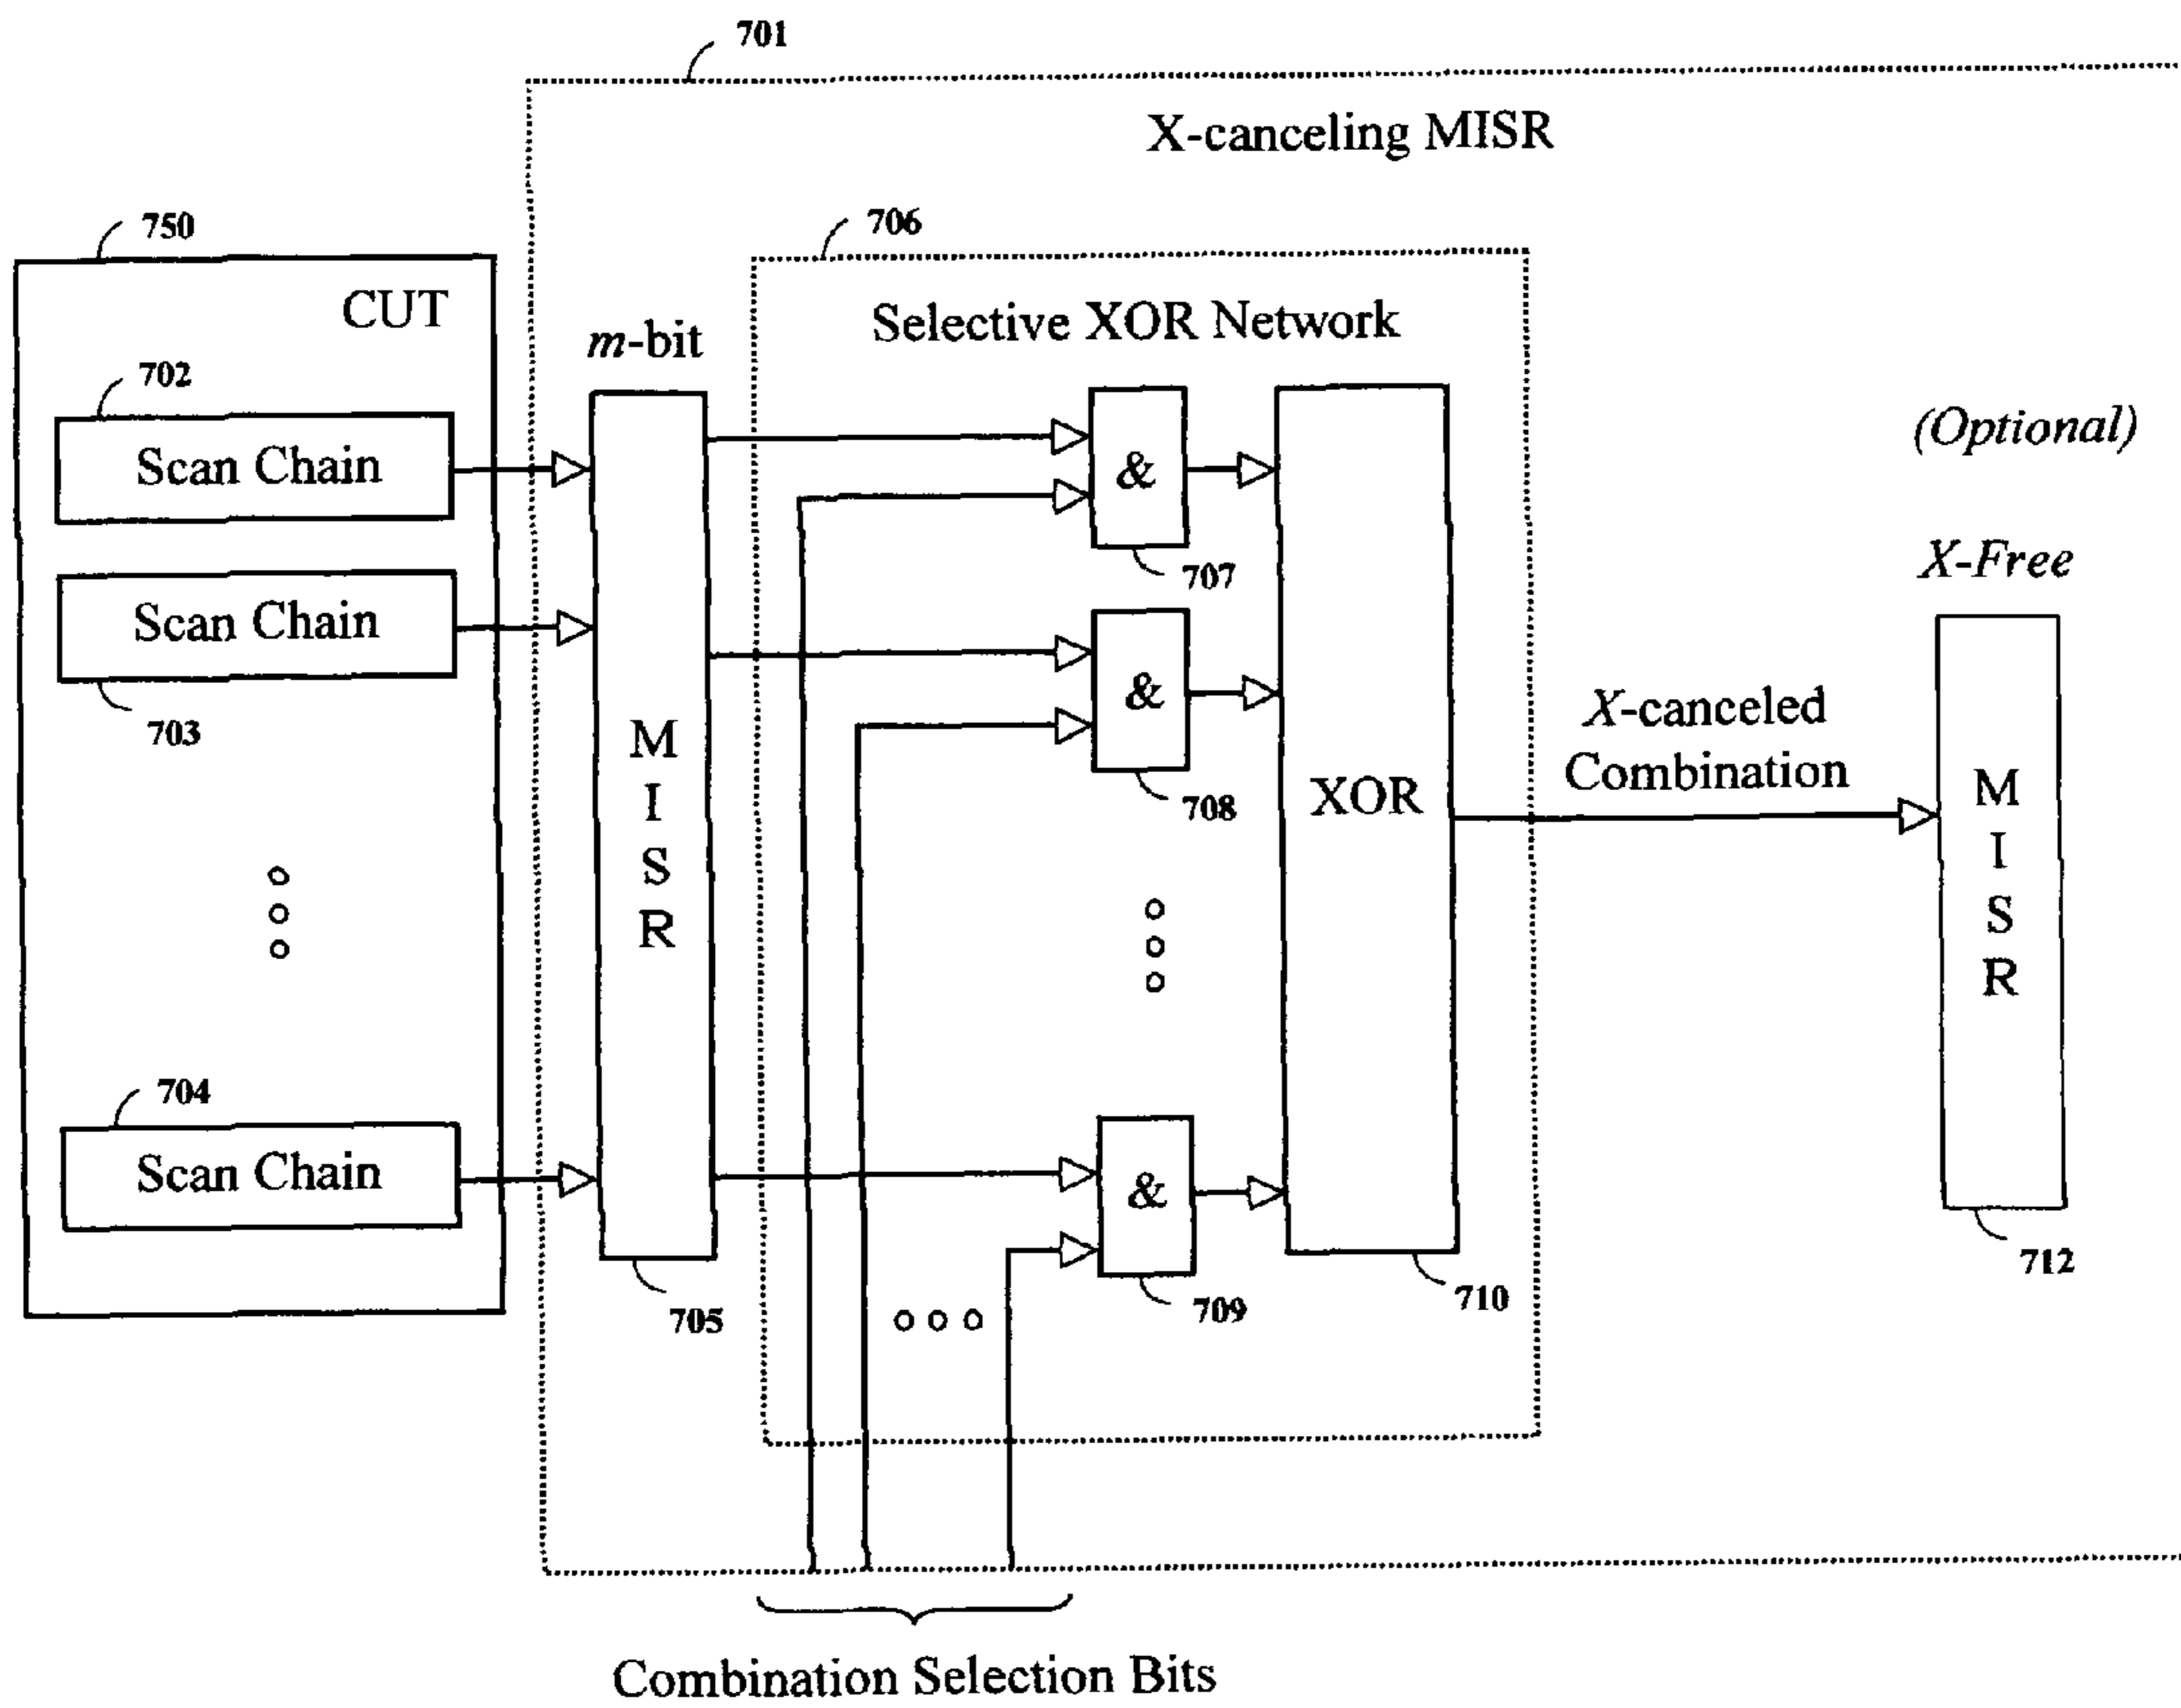 701
X-canceling MISR
750
CUT
706
Selective XOR Network
m-bit
702
Scan Chain
Scan Chain
703
704
Scan Chain
M
I
S
R
705
&
707
&
708
&
709
XOR
710
X-canceled
Combination
(Optional)
X-Free
M
I
S
R
712
Combination Selection Bits